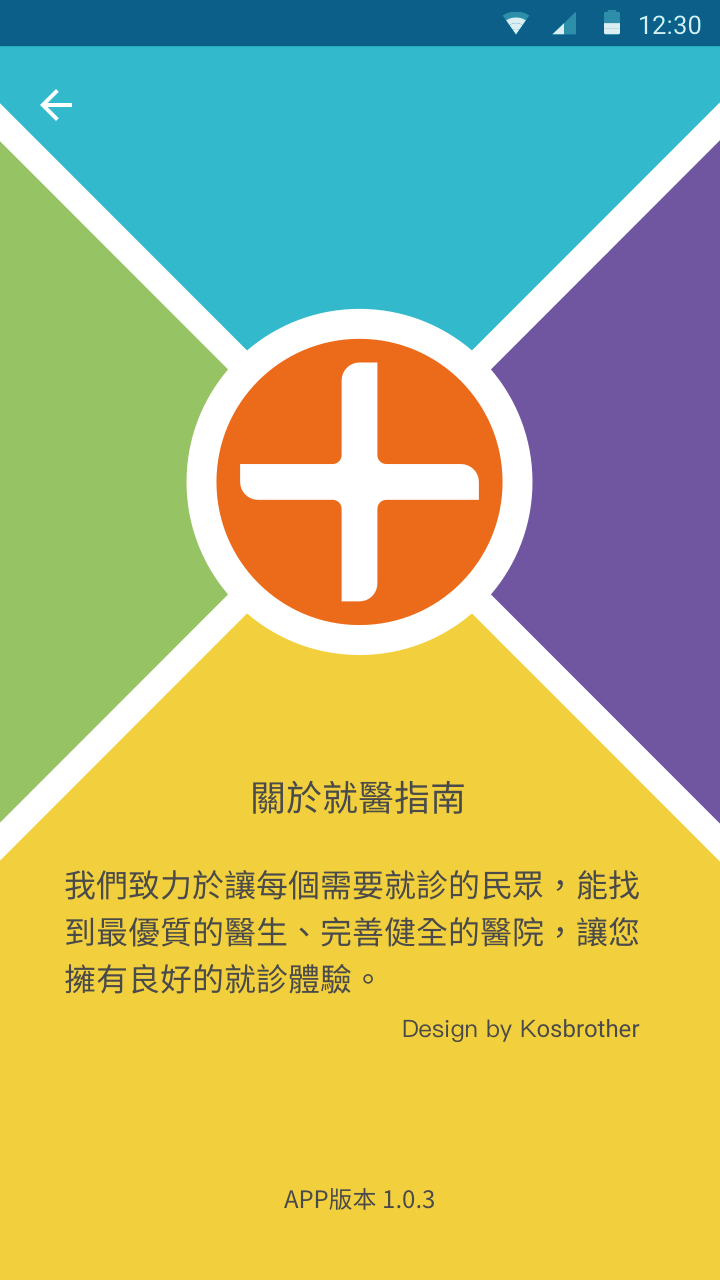 12:30
關於就醫指南
我們致力於讓每個需要就診的民眾，能找
到最優質的醫生、完善健全的醫院，讓您
擁有良好的就診體驗。
Design by Kosbrother
APP版本 1.0.3